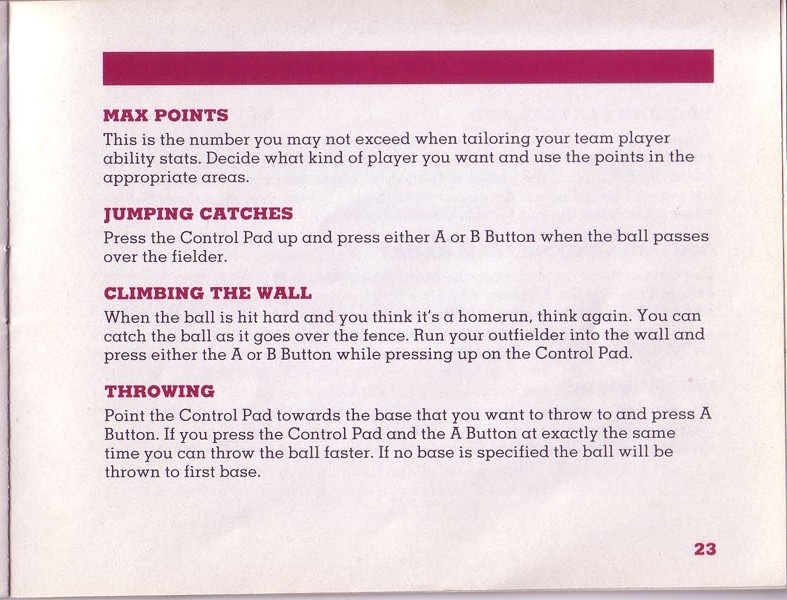 MAX POINTS
This is the number you may not exceed when tailoring your team player
ability stats. Decide what kind of player you want and use the points in the
appropriate areas.
JUMPING CATCHES
Press the Control Pad up and press either A or B Button when the ball passes
over the fielder.
CLIMBING THE WALL
When the ball is hit hard and you think it's a homerun, think again. You can
catch the ball as it goes over the fence. Run your outfielder into the wall and
press either the A or B Button while pressing up on the Control Pad.
THROWING
Point the Control Pad towards the base that you want to throw to and press A
Button. If you press the Control Pad and the A Button at exactly the same
time you can throw the ball faster. If no base is specified the ball will be
thrown to first base.
23